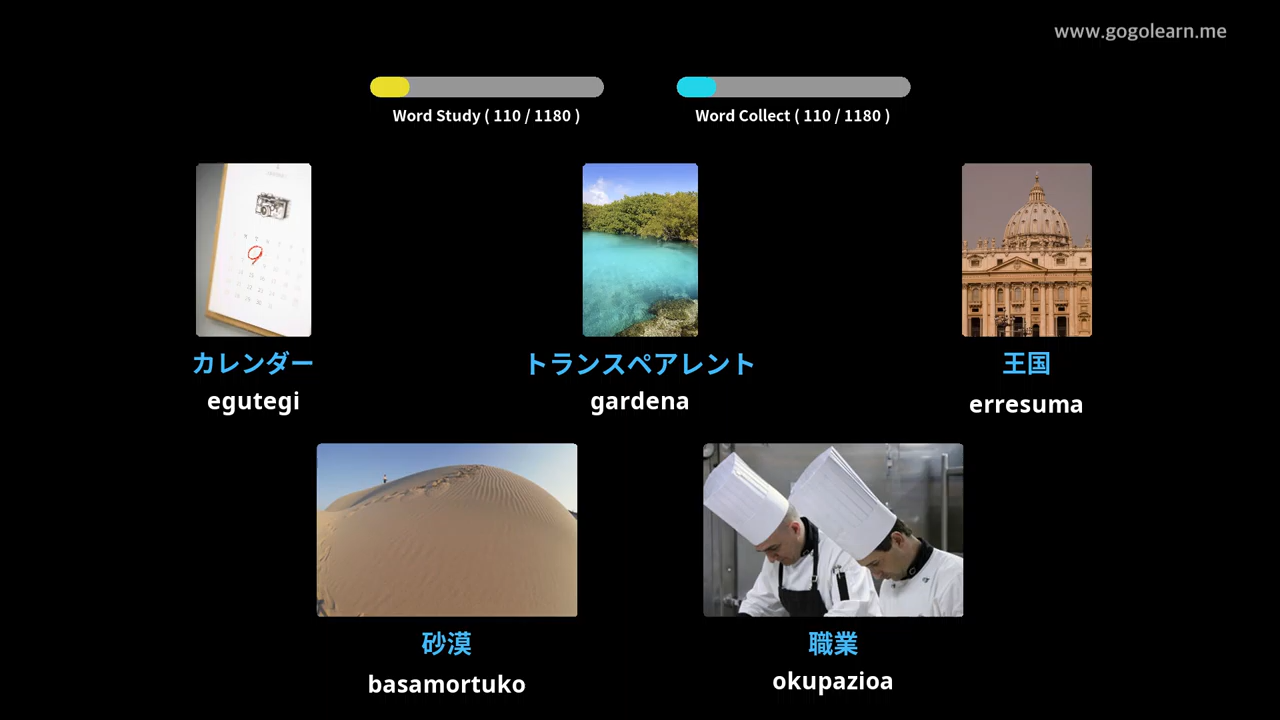 www.gogolearn.me
Word Study ( 110 / 1180 )
Word Collect ( 110 / 1180 )
カレンダー
egutegi
トランスペアレント
gardena
王国
erresuma
砂漠
basamortuko
職業
okupazioa